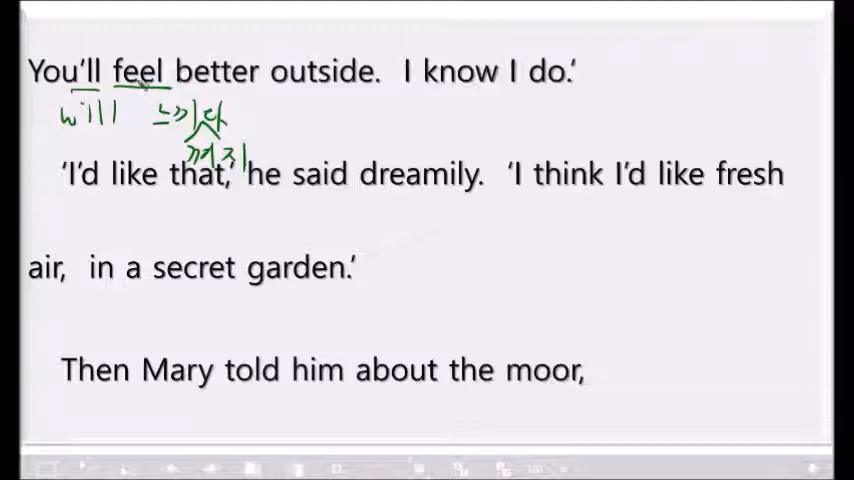 You'll feel better outside.  I know I do.'
will 느끼다
껴지
'I'd like that,' he said dreamily.  'I think I'd like fresh
air,  in a secret garden.'
Then Mary told him about the moor,